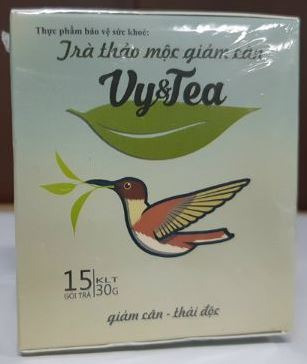 Thực phẩm bảo vệ sức khoẻ:
Trà thảo mộc giảm cân
Vy&Tea
15 KLT
GÓI TRÀ 30G
giảm cân - thải độc